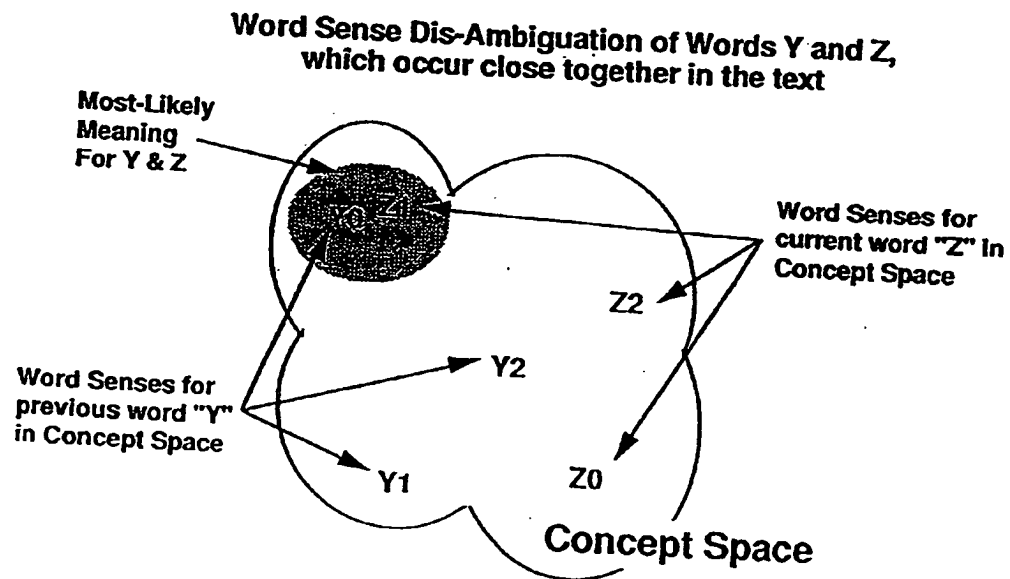 Word Sense Dis-Ambiguation of Words Y and Z,
which occur close together in the text
Most-Likely
Meaning
For Y & Z
Y0
Z1
Word Senses for
current word "Z" in
Concept Space
Z2
Y2
Word Senses for
previous word "Y"
in Concept Space
Y1
Z0
Concept Space